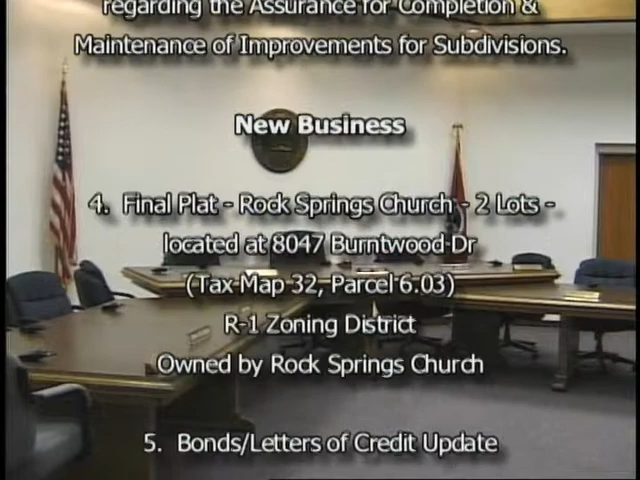 regarding the Assurance for Completion &
Maintenance of Improvements for Subdivisions.
New Business
4. Final Plat - Rock Springs Church - 2 Lots -
located at 8047 Burntwood Dr
(Tax Map 32, Parcel 6.03)
R-1 Zoning District
Owned by Rock Springs Church
5. Bonds/Letters of Credit Update